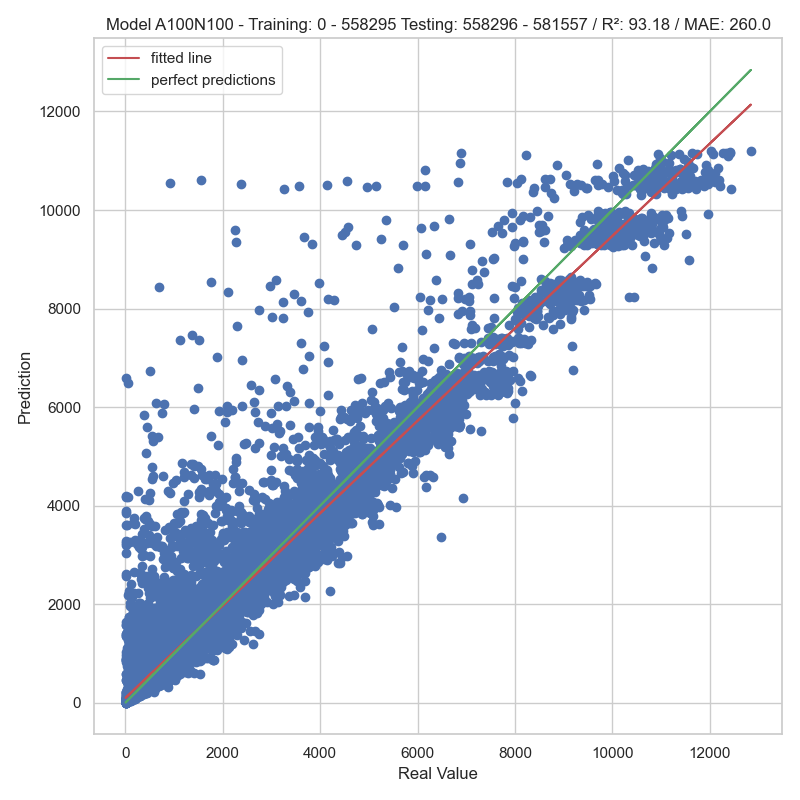 Model A100N100 - Training: 0 - 558295 Testing: 558296 - 581557 / R²: 93.18 / MAE: 260.0
fitted line
perfect predictions
12000
10000
8000
6000
4000
2000
0
Prediction
0 2000 4000 6000 8000 10000 12000
Real Value